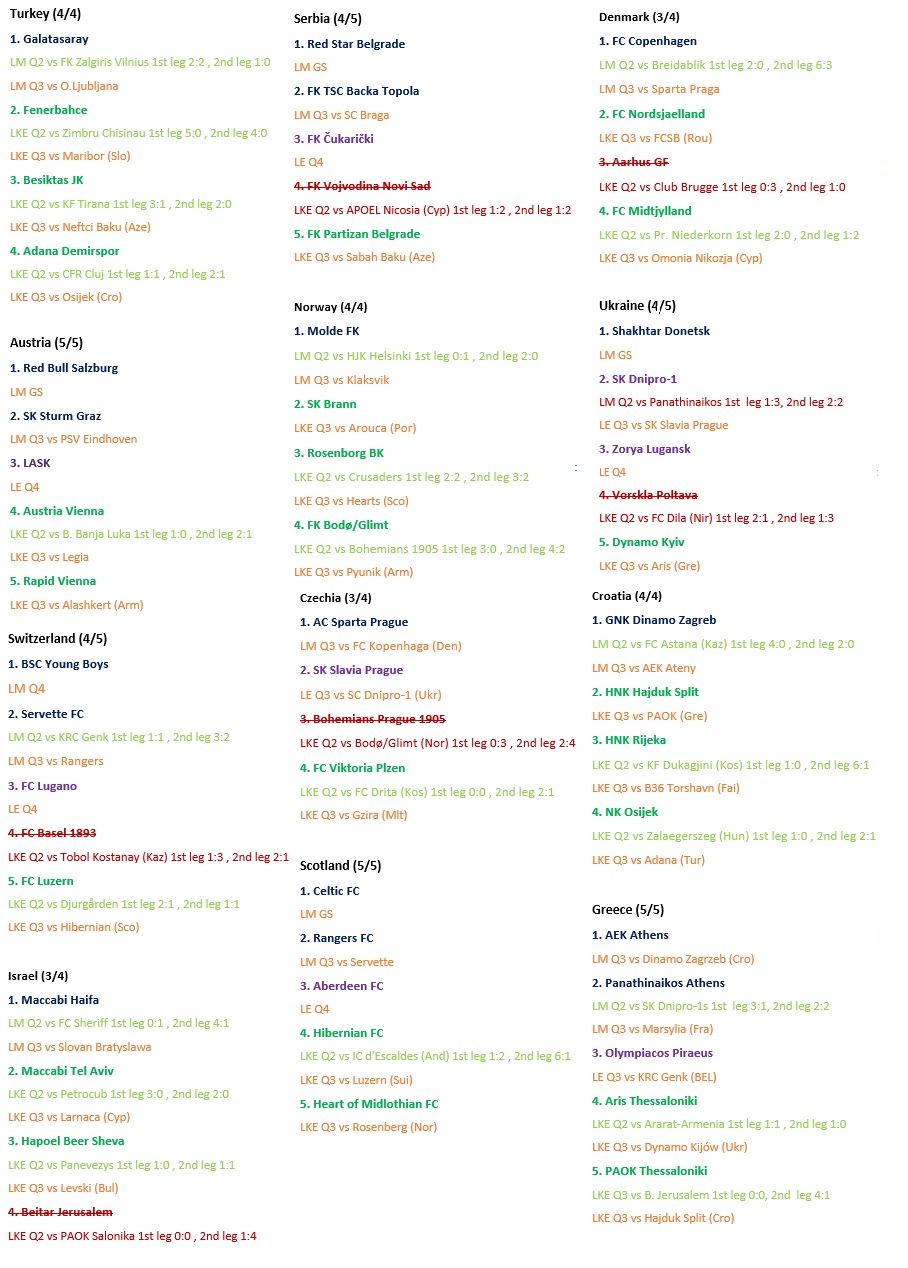 Turkey (4/4)
1. Galatasaray
LM Q2 vs FK Zalgiris Vilnius 1st leg 2:2 , 2nd leg 1:0
LM Q3 vs O.Ljubljana
2. Fenerbahce
LKE Q2 vs Zimbru Chisinau 1st leg 5:0 , 2nd leg 4:0
LKE Q3 vs Maribor (Slo)
3. Besiktas JK
LKE Q2 vs KF Tirana 1st leg 3:1 , 2nd leg 2:0
LKE Q3 vs Neftci Baku (Aze)
4. Adana Demirspor
LKE Q2 vs CFR Cluj 1st leg 1:1 , 2nd leg 2:1
LKE Q3 vs Osijek (Cro)
Austria (5/5)
1. Red Bull Salzburg
LM GS
2. SK Sturm Graz
LM Q3 vs PSV Eindhoven
3. LASK
LE Q4
4. Austria Vienna
LKE Q2 vs B. Banja Luka 1st leg 1:0 , 2nd leg 2:1
LKE Q3 vs Legia
5. Rapid Vienna
LKE Q3 vs Alashkert (Arm)
Switzerland (4/5)
1. BSC Young Boys
LM Q4
2. Servette FC
LM Q2 vs KRC Genk 1st leg 1:1 , 2nd leg 3:2
LM Q3 vs Rangers
3. FC Lugano
LE Q4
4. FC Basel 1893
LKE Q2 vs Tobol Kostanay (Kaz) 1st leg 1:3 , 2nd leg 2:1
5. FC Luzern
LKE Q2 vs Djurgården 1st leg 2:1 , 2nd leg 1:1
LKE Q3 vs Hibernian (Sco)
Israel (3/4)
1. Maccabi Haifa
LM Q2 vs FC Sheriff 1st leg 0:1 , 2nd leg 4:1
LM Q3 vs Slovan Bratyslawa
2. Maccabi Tel Aviv
LKE Q2 vs Petrocub 1st leg 3:0 , 2nd leg 2:0
LKE Q3 vs Larnaca (Cyp)
3. Hapoel Beer Sheva
LKE Q2 vs Panevezys 1st leg 1:0 , 2nd leg 1:1
LKE Q3 vs Levski (Bul)
4. Beitar Jerusalem
LKE Q2 vs PAOK Salonika 1st leg 0:0 , 2nd leg 1:4
Serbia (4/5)
1. Red Star Belgrade
LM GS
2. FK TSC Backa Topola
LM Q3 vs SC Braga
3. FK Čukarički
LE Q4
4. FK Vojvodina Novi Sad
LKE Q2 vs APOEL Nicosia (Cyp) 1st leg 1:2 , 2nd leg 1:2
5. FK Partizan Belgrade
LKE Q3 vs Sabah Baku (Aze)
Norway (4/4)
1. Molde FK
LM Q2 vs HJK Helsinki 1st leg 0:1 , 2nd leg 2:0
LM Q3 vs Klaksvik
2. SK Brann
LKE Q3 vs Arouca (Por)
3. Rosenborg BK
LKE Q2 vs Crusaders 1st leg 2:2 , 2nd leg 3:2
LKE Q3 vs Hearts (Sco)
4. FK Bodø/Glimt
LKE Q2 vs Bohemians 1905 1st leg 3:0 , 2nd leg 4:2
LKE Q3 vs Pyunik (Arm)
Czechia (3/4)
1. AC Sparta Prague
LM Q3 vs FC Kopenhaga (Den)
2. SK Slavia Prague
LE Q3 vs SC Dnipro-1 (Ukr)
3. Bohemians Prague 1905
LKE Q2 vs Bodø/Glimt (Nor) 1st leg 0:3 , 2nd leg 2:4
4. FC Viktoria Plzen
LKE Q2 vs FC Drita (Kos) 1st leg 0:0 , 2nd leg 2:1
LKE Q3 vs Gzira (Mlt)
Scotland (5/5)
1. Celtic FC
LM GS
2. Rangers FC
LM Q3 vs Servette
3. Aberdeen FC
LE Q4
4. Hibernian FC
LKE Q2 vs IC d'Escaldes (And) 1st leg 1:2 , 2nd leg 6:1
LKE Q3 vs Luzern (Sui)
5. Heart of Midlothian FC
LKE Q3 vs Rosenberg (Nor)
Denmark (3/4)
1. FC Copenhagen
LM Q2 vs Breidablik 1st leg 2:0 , 2nd leg 6:3
LM Q3 vs Sparta Praga
2. FC Nordsjaelland
LKE Q3 vs FCSB (Rou)
3. Aarhus GF
LKE Q2 vs Club Brugge 1st leg 0:3 , 2nd leg 1:0
4. FC Midtjylland
LKE Q2 vs Pr. Niederkorn 1st leg 2:0 , 2nd leg 1:2
LKE Q3 vs Omonia Nikozja (Cyp)
Ukraine (4/5)
1. Shakhtar Donetsk
LM GS
2. SK Dnipro-1
LM Q2 vs Panathinaikos 1st leg 1:3, 2nd leg 2:2
LE Q3 vs SK Slavia Prague
3. Zorya Lugansk
LE Q4
4. Vorskla Poltava
LKE Q2 vs FC Dila (Nir) 1st leg 2:1 , 2nd leg 1:3
5. Dynamo Kyiv
LKE Q3 vs Aris (Gre)
Croatia (4/4)
1. GNK Dinamo Zagreb
LM Q2 vs FC Astana (Kaz) 1st leg 4:0 , 2nd leg 2:0
LM Q3 vs AEK Ateny
2. HNK Hajduk Split
LKE Q3 vs PAOK (Gre)
3. HNK Rijeka
LKE Q2 vs KF Dukagjini (Kos) 1st leg 1:0 , 2nd leg 6:1
LKE Q3 vs B36 Torshavn (Fai)
4. NK Osijek
LKE Q2 vs Zalaegerszeg (Hun) 1st leg 1:0 , 2nd leg 2:1
LKE Q3 vs Adana (Tur)
Greece (5/5)
1. AEK Athens
LM Q3 vs Dinamo Zagrzeb (Cro)
2. Panathinaikos Athens
LM Q2 vs SK Dnipro-1s 1st leg 3:1, 2nd leg 2:2
LM Q3 vs Marsylia (Fra)
3. Olympiacos Piraeus
LE Q3 vs KRC Genk (BEL)
4. Aris Thessaloniki
LKE Q2 vs Ararat-Armenia 1st leg 1:1 , 2nd leg 1:0
LKE Q3 vs Dynamo Kijów (Ukr)
5. PAOK Thessaloniki
LKE Q3 vs B. Jerusalem 1st leg 0:0, 2nd leg 4:1
LKE Q3 vs Hajduk Split (Cro)